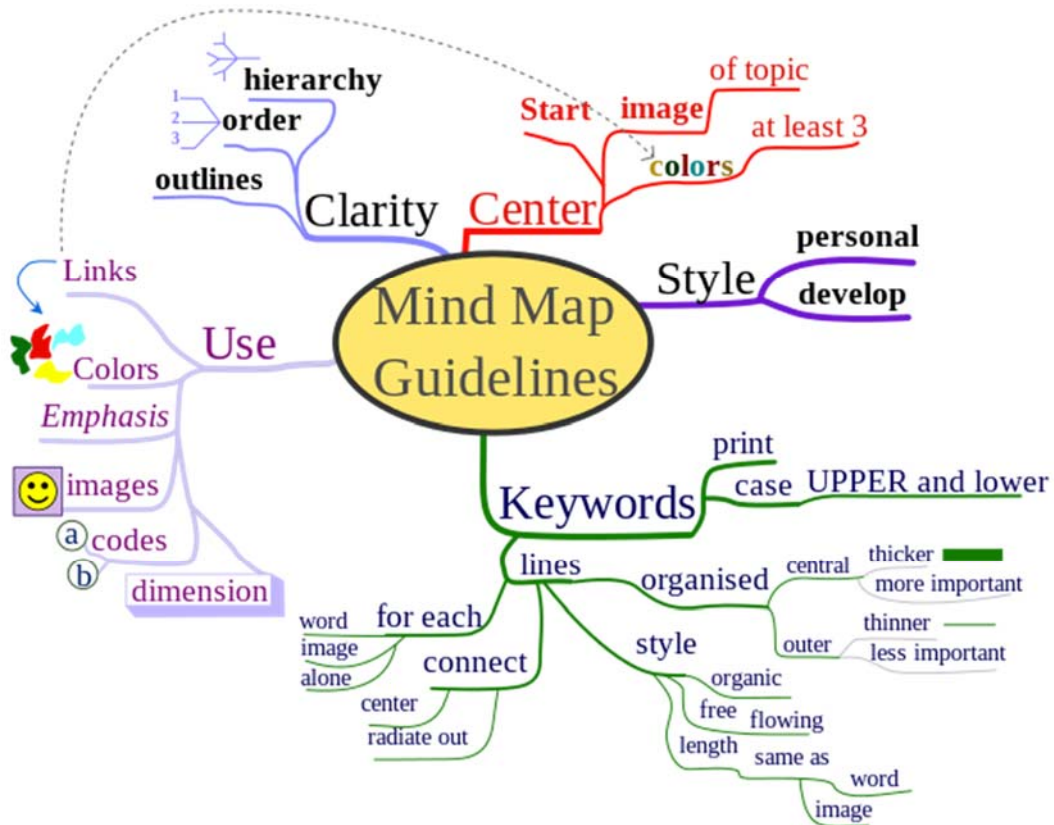 Mind Map
Guidelines
Center
Start
image
of topic
colors
at least 3
Style
personal
develop
Keywords
print
case
UPPER and lower
lines
organised
central
thicker
more important
outer
thinner
less important
style
organic
free
flowing
length
same as
word
image
connect
center
radiate out
for each
word
image
alone
Use
Links
Colors
Emphasis
images
codes
a
b
dimension
Clarity
hierarchy
order
1
2
3
outlines